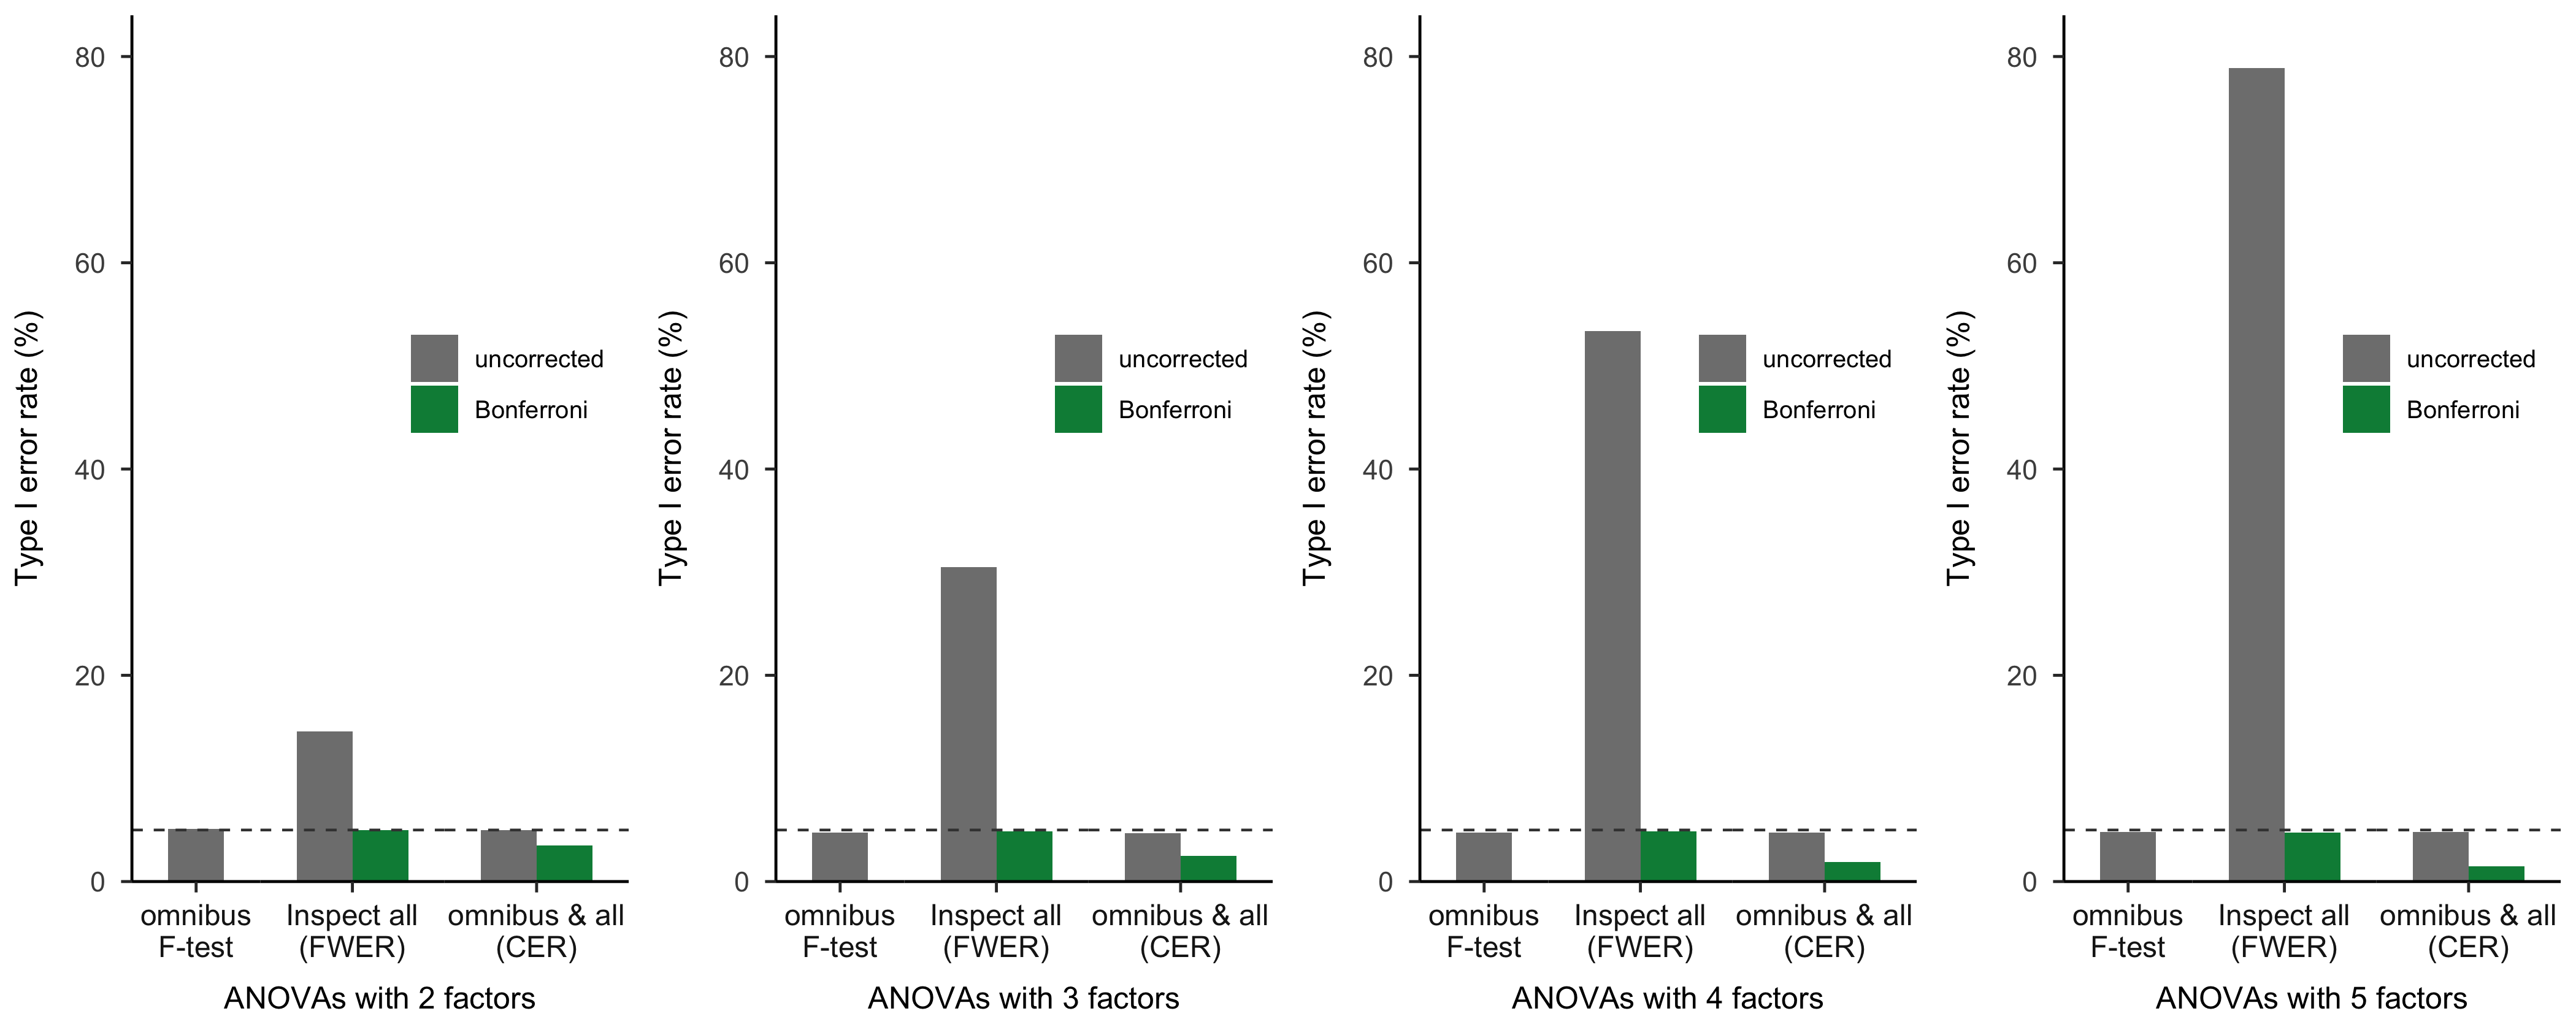 Type I error rate (%)
80
60
40
20
0
uncorrected
Bonferroni
omnibus
F-test
Inspect all
(FWER)
omnibus & all
(CER)
ANOVAs with 2 factors
Type I error rate (%)
80
60
40
20
0
uncorrected
Bonferroni
omnibus
F-test
Inspect all
(FWER)
omnibus & all
(CER)
ANOVAs with 3 factors
Type I error rate (%)
80
60
40
20
0
uncorrected
Bonferroni
omnibus
F-test
Inspect all
(FWER)
omnibus & all
(CER)
ANOVAs with 4 factors
Type I error rate (%)
80
60
40
20
0
uncorrected
Bonferroni
omnibus
F-test
Inspect all
(FWER)
omnibus & all
(CER)
ANOVAs with 5 factors